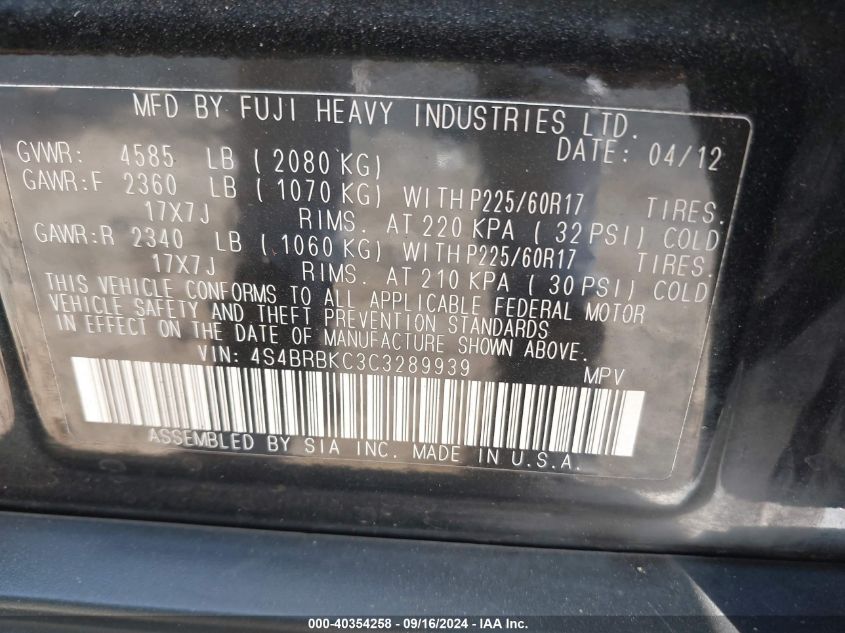 MFD BY FUJI HEAVY INDUSTRIES LTD.
DATE: 04/12
GVWR: 4585 LB (2080 KG)
GAWR:F 2360 LB (1070 KG) WITH P225/60R17 TIRES.
17X7J RIMS. AT 220 KPA (32 PSI) COLD
GAWR:R 2340 LB (1060 KG) WITH P225/60R17 TIRES.
17X7J RIMS. AT 210 KPA (30 PSI) COLD
THIS VEHICLE CONFORMS TO ALL APPLICABLE FEDERAL MOTOR
VEHICLE SAFETY AND THEFT PREVENTION STANDARDS
IN EFFECT ON THE DATE OF MANUFACTURE SHOWN ABOVE.
VIN: 4S4BRBKC3C3289939 MPV
ASSEMBLED BY SIA INC. MADE IN U.S.A.
000-40354258 - 09/16/2024 - IAA Inc.